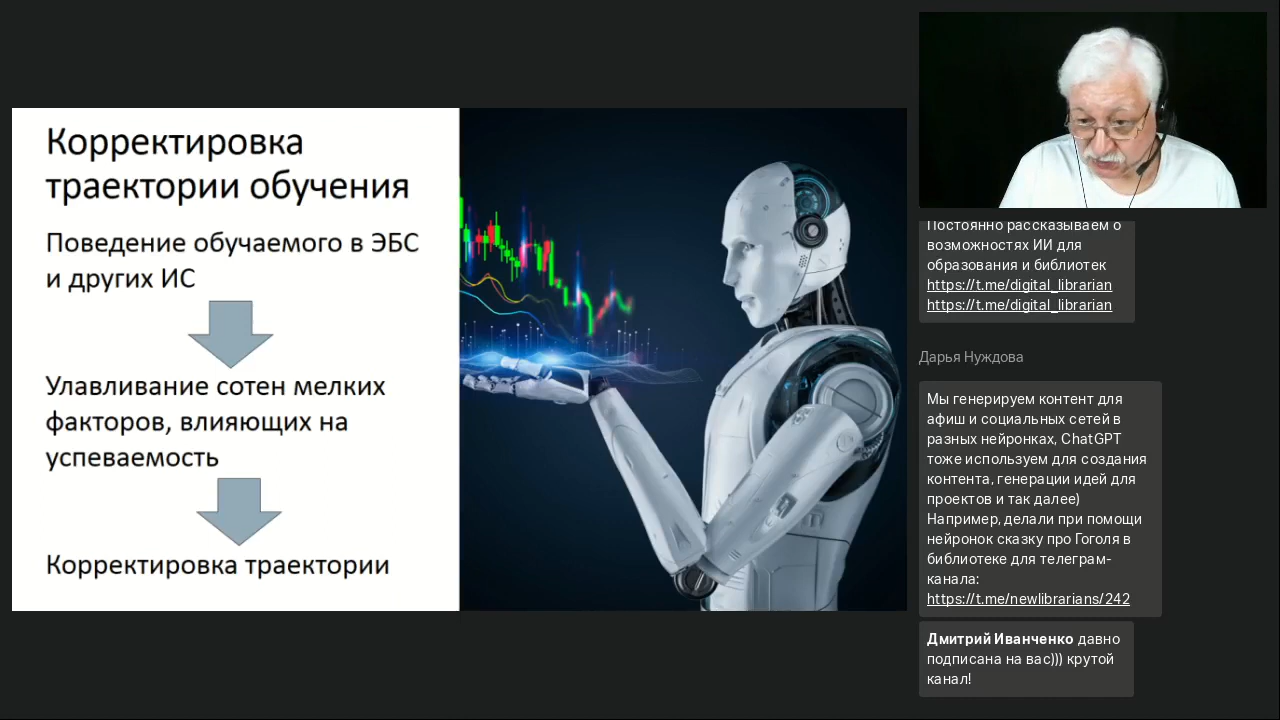 Корректировка
траектории обучения
Поведение обучаемого в ЭБС
и других ИС
Улавливание сотен мелких
факторов, влияющих на
успеваемость
Корректировка траектории
Постоянно рассказываем о
возможностях ИИ для
образования и библиотек
https://t.me/digital_librarian
https://t.me/digital_librarian
Дарья Нуждова
Мы генерируем контент для
афиш и социальных сетей в
разных нейронках, ChatGPT
тоже используем для создания
контента, генерации идей для
проектов и так далее)
Например, делали при помощи
нейронок сказку про Гоголя в
библиотеке для телеграм-
канала:
https://t.me/newlibrarians/242
Дмитрий Иванченко давно
подписана на вас))) крутой
канал!